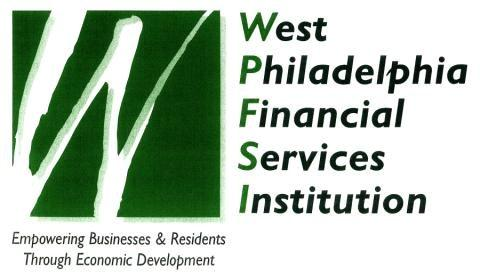 West
Philadelphia
Financial
Services
Institution
Empowering Businesses & Residents
Through Economic Development